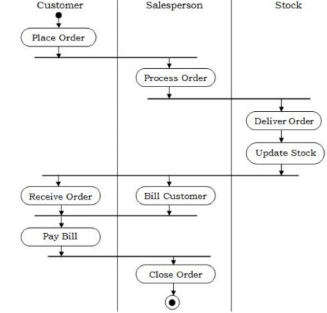 Customer Salesperson Stock
Place Order
Process Order
Deliver Order
Update Stock
Receive Order Bill Customer
Pay Bill
Close Order